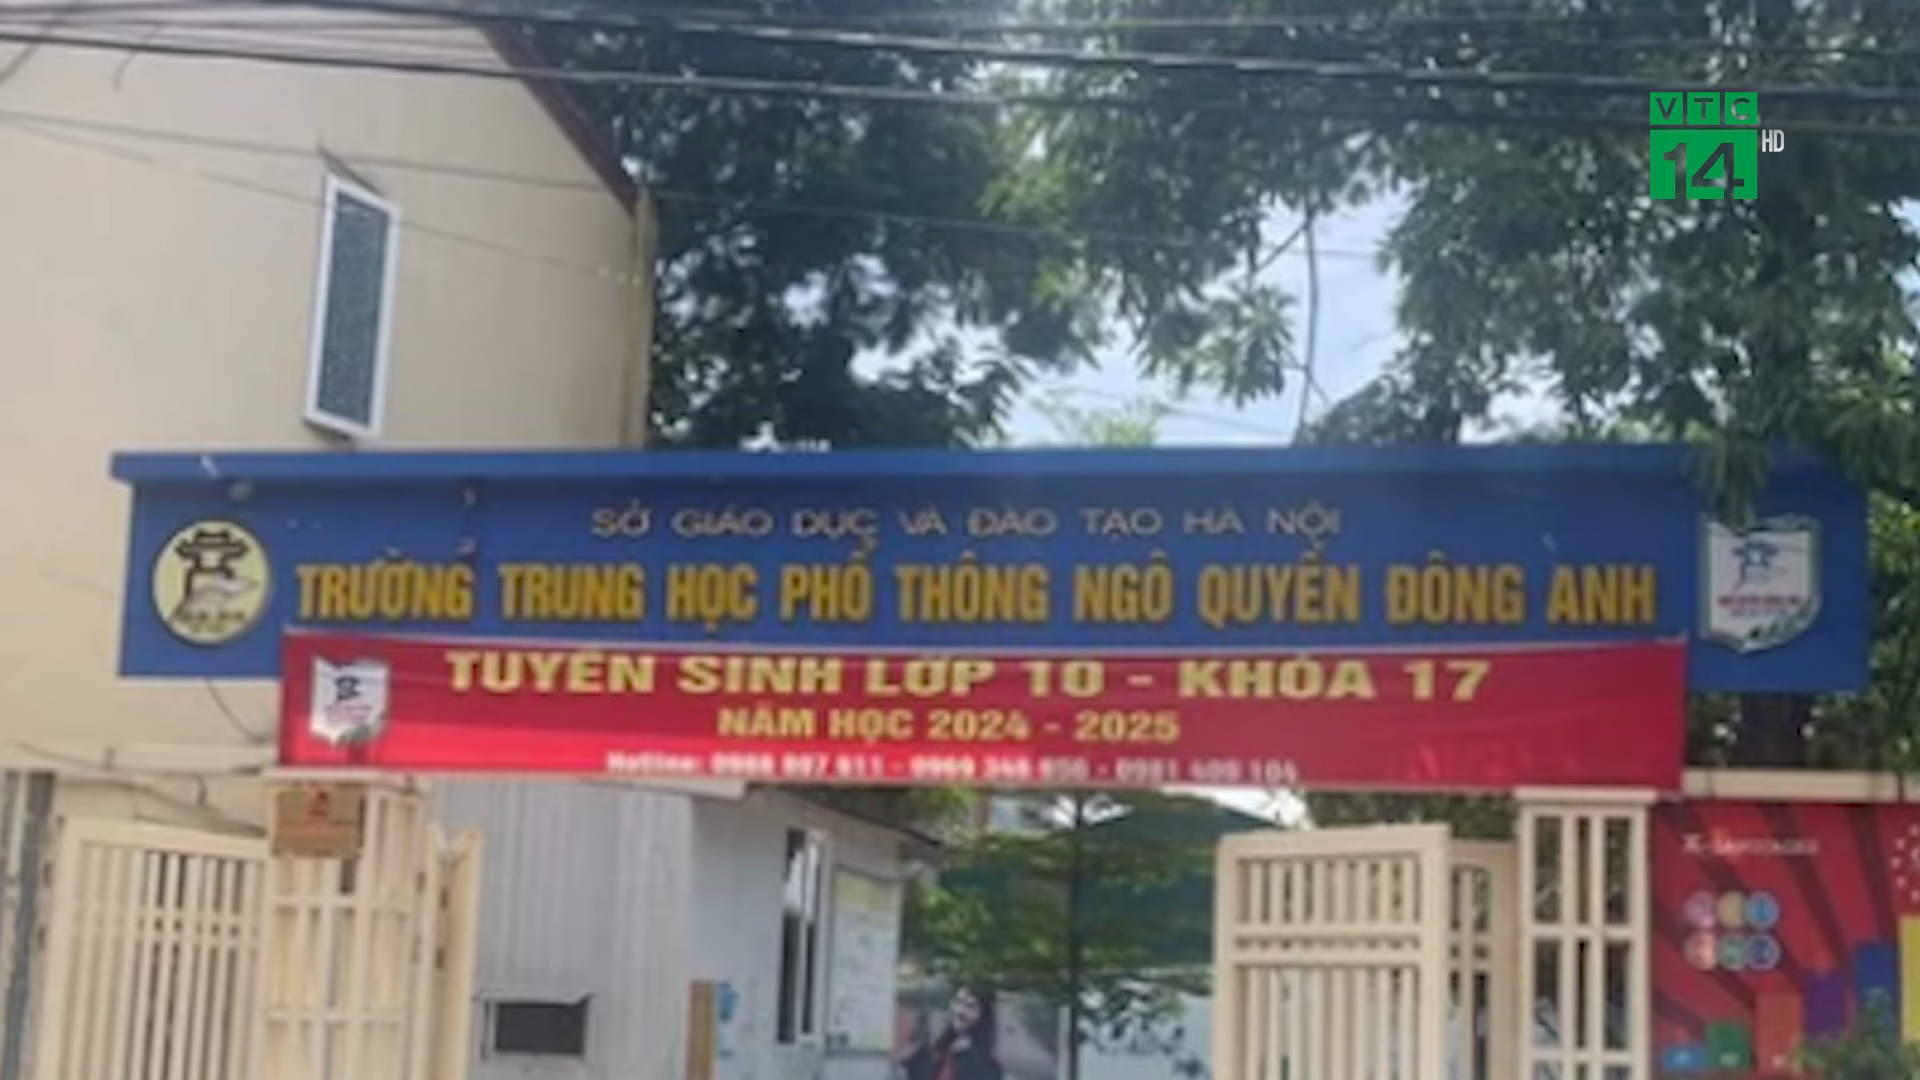 VTC
14 HD
SỞ GIÁO DỤC VÀ ĐÀO TẠO HÀ NỘI
TRƯỜNG TRUNG HỌC PHỔ THÔNG NGÔ QUYỀN ĐÔNG ANH
TUYỂN SINH LỚP 10 - KHÓA 17
NĂM HỌC 2024 - 2025
Hotline: